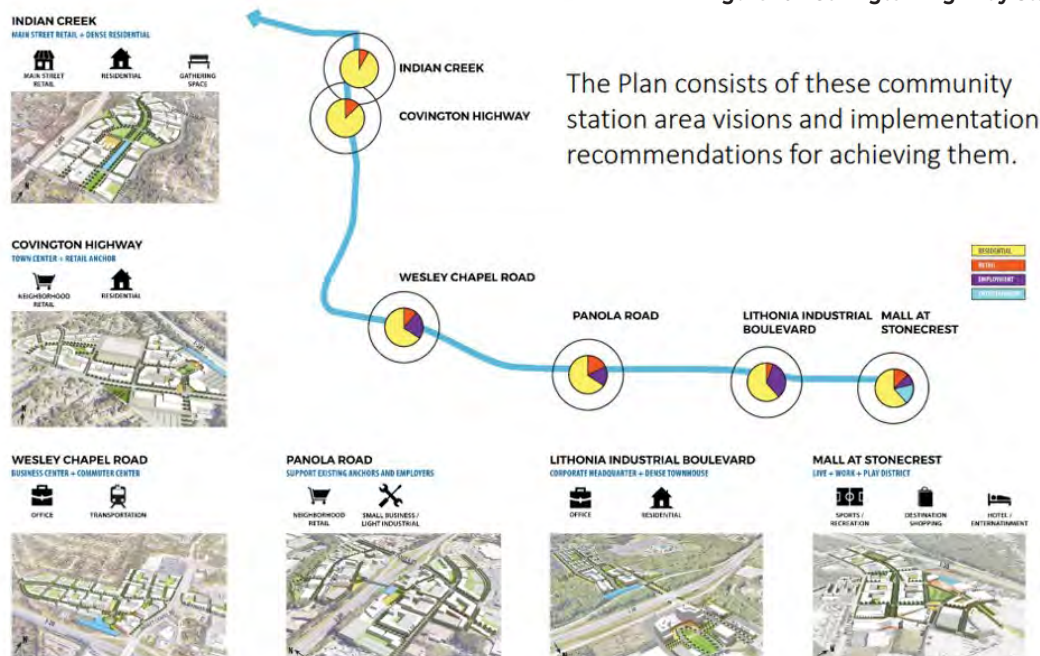 INDIAN CREEK
MAIN STREET RETAIL + DENSE RESIDENTIAL
MAIN STREET
RETAIL
RESIDENTIAL
GATHERING
SPACE
INDIAN CREEK
COVINGTON HIGHWAY
The Plan consists of these community
station area visions and implementation
recommendations for achieving them.
COVINGTON HIGHWAY
TOWN CENTER + RETAIL ANCHOR
NEIGHBORHOOD
RETAIL
RESIDENTIAL
WESLEY CHAPEL ROAD
PANOLA ROAD
LITHONIA INDUSTRIAL
BOULEVARD
MALL AT
STONECREST
RESIDENTIAL
RETAIL
EMPLOYMENT
ENTERTAINMENT
WESLEY CHAPEL ROAD
BUSINESS CENTER + COMMUTER CENTER
OFFICE
TRANSPORTATION
PANOLA ROAD
SUPPORT EXISTING ANCHORS AND EMPLOYERS
NEIGHBORHOOD
RETAIL
SMALL BUSINESS /
LIGHT INDUSTRIAL
LITHONIA INDUSTRIAL BOULEVARD
CORPORATE HEADQUARTER + DENSE TOWNHOUSE
OFFICE
RESIDENTIAL
MALL AT STONECREST
LIVE + WORK + PLAY DISTRICT
SPORTS /
RECREATION
DESTINATION
SHOPPING
HOTEL /
ENTERNATINMENT